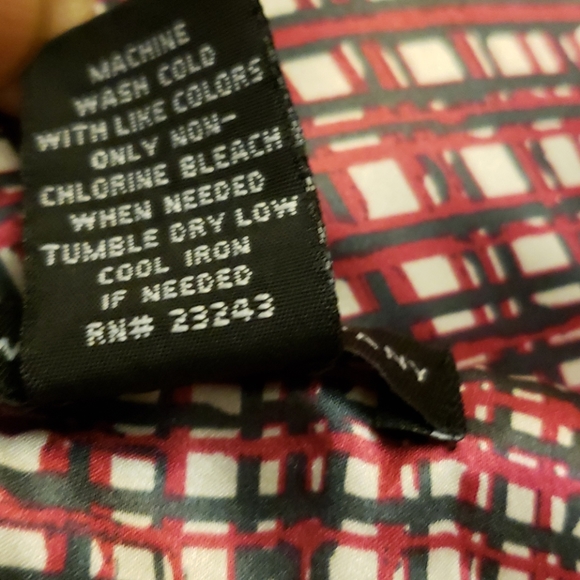 MACHINE
WASH COLD
WITH LIKE COLORS
ONLY NON-
CHLORINE BLEACH
WHEN NEEDED
TUMBLE DRY LOW
COOL IRON
IF NEEDED
RN# 23243
NY